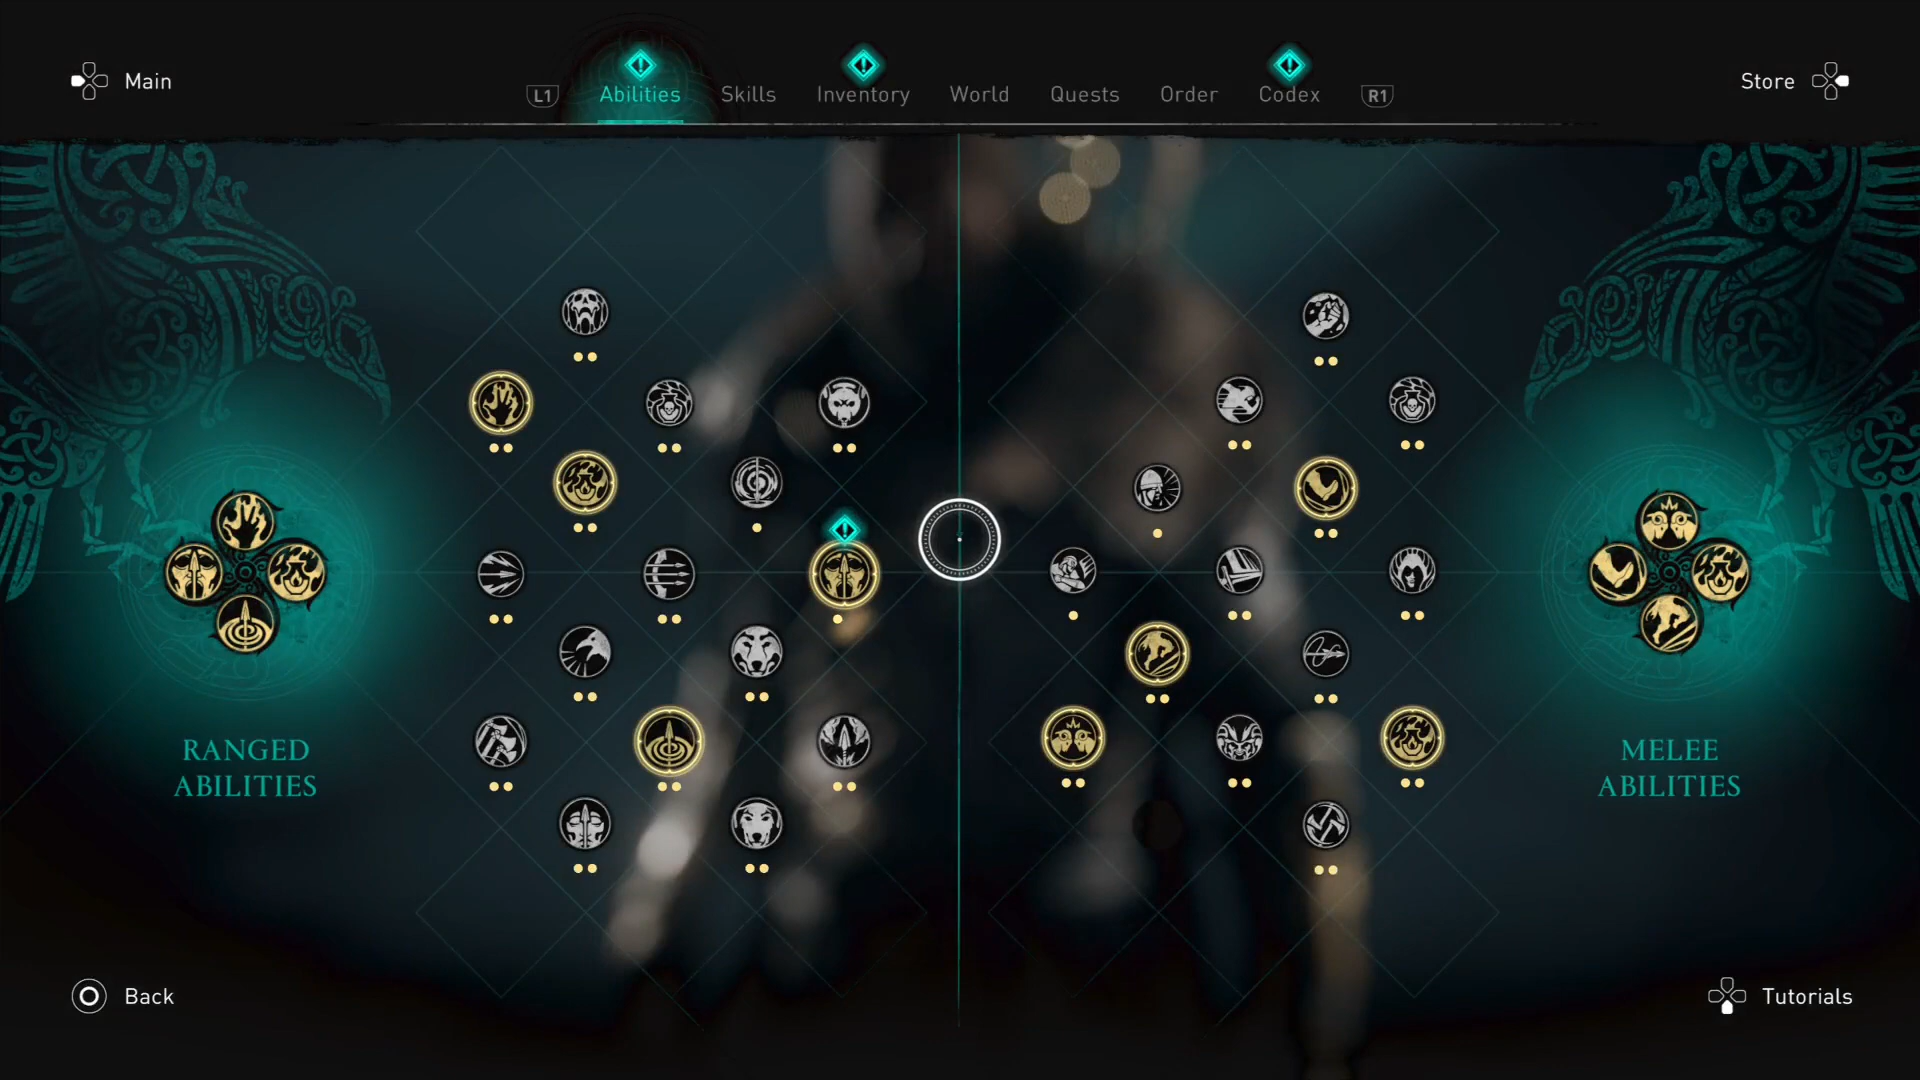 Main
L1
Abilities
Skills
Inventory
World
Quests
Order
Codex
R1
Store
RANGED
ABILITIES
MELEE
ABILITIES
Back
Tutorials